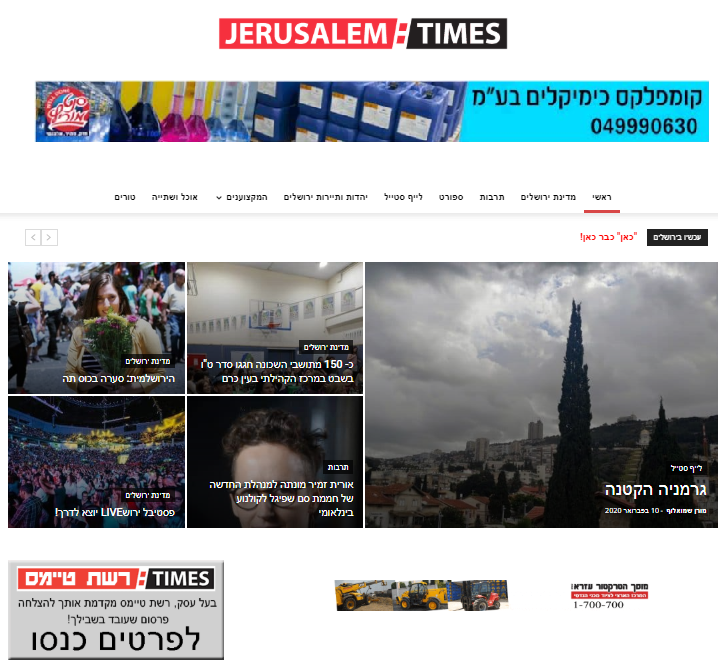 JERUSALEM TIMES
קומפלקס כימיקלים בע"מ
049990630
ראשי
מדינת ירושלים
תרבות
ספורט
לייף סטייל
יהדות ותיירות ירושלים
המקצוענים
אוכל ושתייה
טורים
עכשיו בירושלים
"כאן" כבר כאן!
לייף סטייל
גרמניה הקטנה
- 10 בפברואר 2020
מדינת ירושלים
כ- 150 מתושבי השכונה חגגו סדר ט"ו
בשבט במרכז הקהילתי בעין כרם
מדינת ירושלים
הירושלמית: סערה בכוס תה
תרבות
אורית זמיר מונתה למנהלת החדשה
של חממת סם שפיגל לקולנוע
בינלאומי
מדינת ירושלים
פסטיבל ירושLIVE יוצא לדרך!
רשת טיימס TIMES
בעל עסק, רשת טיימס מקדמת אותך להצלחה
פרסום שעובד בשבילך!
לפרטים כנסו
מוסך הטרקטור עזרא:
1-700-700